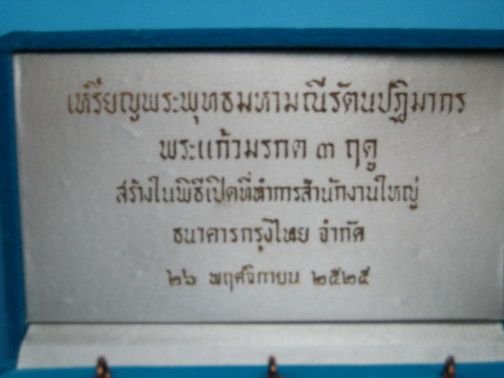 เหรียญพระพุทธมหามณีรัตนปฏิมากร
พระแก้วมรกต ๓ ฤดู
สร้างในพิธีเปิดที่ทำการสำนักงานใหญ่
ธนาคารกรุงไทย จำกัด
๒๖ พฤศจิกายน ๒๕๒๕